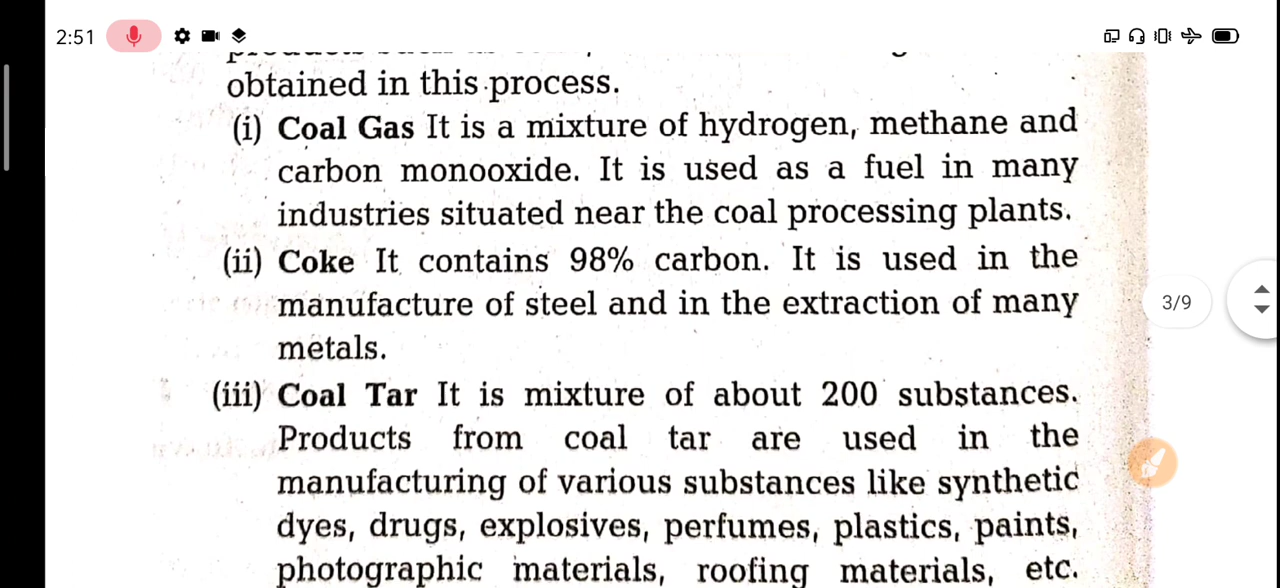 2:51
obtained in this process.
(i) Coal Gas It is a mixture of hydrogen, methane and
carbon monooxide. It is used as a fuel in many
industries situated near the coal processing plants.
(ii) Coke It contains 98% carbon. It is used in the
manufacture of steel and in the extraction of many
metals.
3/9
(iii) Coal Tar It is mixture of about 200 substances.
Products from coal tar are used in the
manufacturing of various substances like synthetic
dyes, drugs, explosives, perfumes, plastics, paints,
photographic materials, roofing materials, etc.